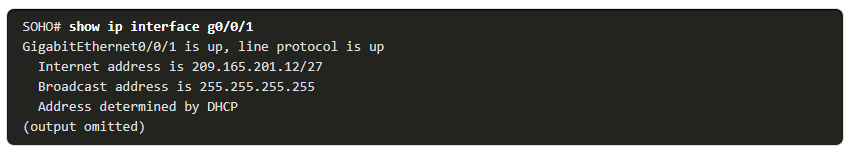 SOHO# show ip interface g0/0/1
GigabitEthernet0/0/1 is up, line protocol is up
  Internet address is 209.165.201.12/27
  Broadcast address is 255.255.255.255
  Address determined by DHCP
(output omitted)